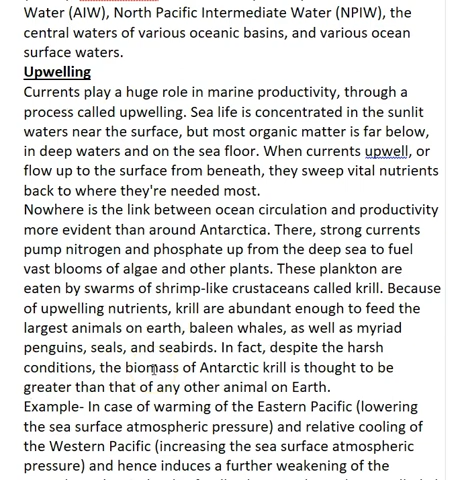 Water (AIW), North Pacific Intermediate Water (NPIW), the
central waters of various oceanic basins, and various ocean
surface waters.
Upwelling
Currents play a huge role in marine productivity, through a
process called upwelling. Sea life is concentrated in the sunlit
waters near the surface, but most organic matter is far below,
in deep waters and on the sea floor. When currents upwell, or
flow up to the surface from beneath, they sweep vital nutrients
back to where they're needed most.
Nowhere is the link between ocean circulation and productivity
more evident than around Antarctica. There, strong currents
pump nitrogen and phosphate up from the deep sea to fuel
vast blooms of algae and other plants. These plankton are
eaten by swarms of shrimp-like crustaceans called krill. Because
of upwelling nutrients, krill are abundant enough to feed the
largest animals on earth, baleen whales, as well as myriad
penguins, seals, and seabirds. In fact, despite the harsh
conditions, the biomass of Antarctic krill is thought to be
greater than that of any other animal on Earth.
Example- In case of warming of the Eastern Pacific (lowering
the sea surface atmospheric pressure) and relative cooling of
the Western Pacific (increasing the sea surface atmospheric
pressure) and hence induces a further weakening of the